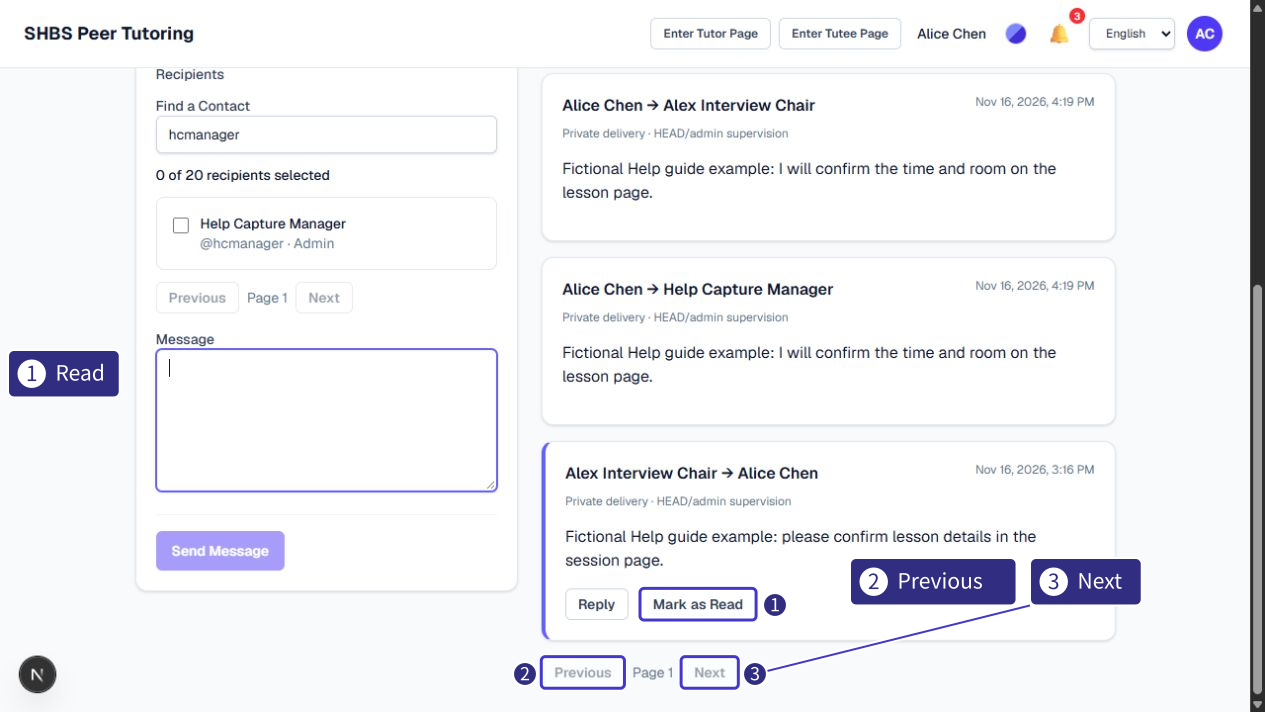 SHBS Peer Tutoring
Enter Tutor Page
Enter Tutee Page
Alice Chen
3
English
AC
Recipients
Find a Contact
hcmanager
0 of 20 recipients selected
Help Capture Manager
@hcmanager · Admin
Previous
Page 1
Next
Message
1 Read
Send Message
N
Alice Chen → Alex Interview Chair
Nov 16, 2026, 4:19 PM
Private delivery · HEAD/admin supervision
Fictional Help guide example: I will confirm the time and room on the
lesson page.
Alice Chen → Help Capture Manager
Nov 16, 2026, 4:19 PM
Private delivery · HEAD/admin supervision
Fictional Help guide example: I will confirm the time and room on the
lesson page.
Alex Interview Chair → Alice Chen
Nov 16, 2026, 3:16 PM
Private delivery · HEAD/admin supervision
Fictional Help guide example: please confirm lesson details in the
session page.
2 Previous
3 Next
Reply
Mark as Read
1
2
Previous
Page 1
Next
3